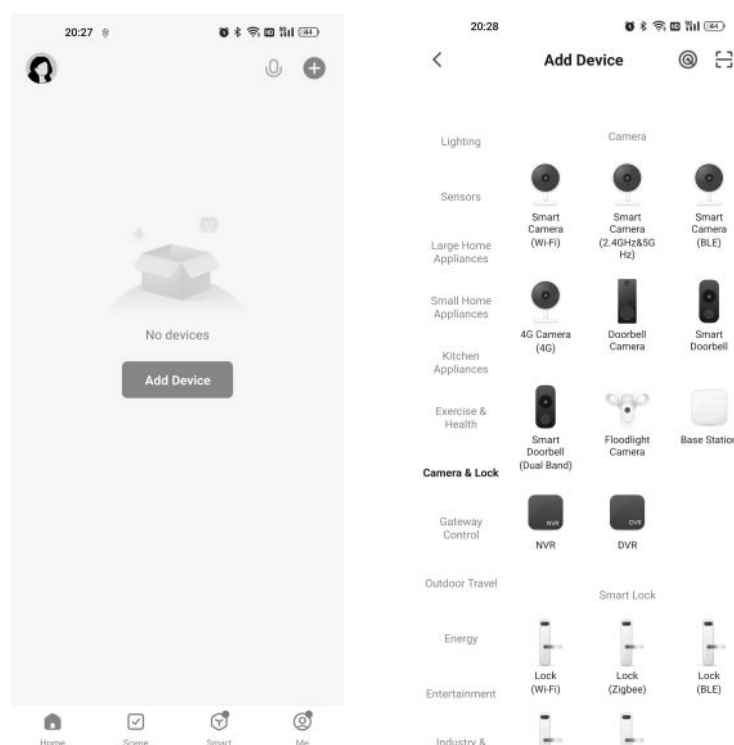 20:27
44
No devices
Add Device
Home
Scene
Smart
Me
20:28
44
Add Device
Lighting
Sensors
Large Home
Appliances
Small Home
Appliances
Kitchen
Appliances
Exercise &
Health
Camera & Lock
Gateway
Control
Outdoor Travel
Energy
Entertainment
Industry &
Camera
Smart
Camera
(Wi-Fi)
Smart
Camera
(2.4GHz&5G
Hz)
Smart
Camera
(BLE)
4G Camera
(4G)
Doorbell
Camera
Smart
Doorbell
Smart
Doorbell
(Dual Band)
Floodlight
Camera
Base Station
NVR
NVR
DVR
DVR
Smart Lock
Lock
(Wi-Fi)
Lock
(Zigbee)
Lock
(BLE)